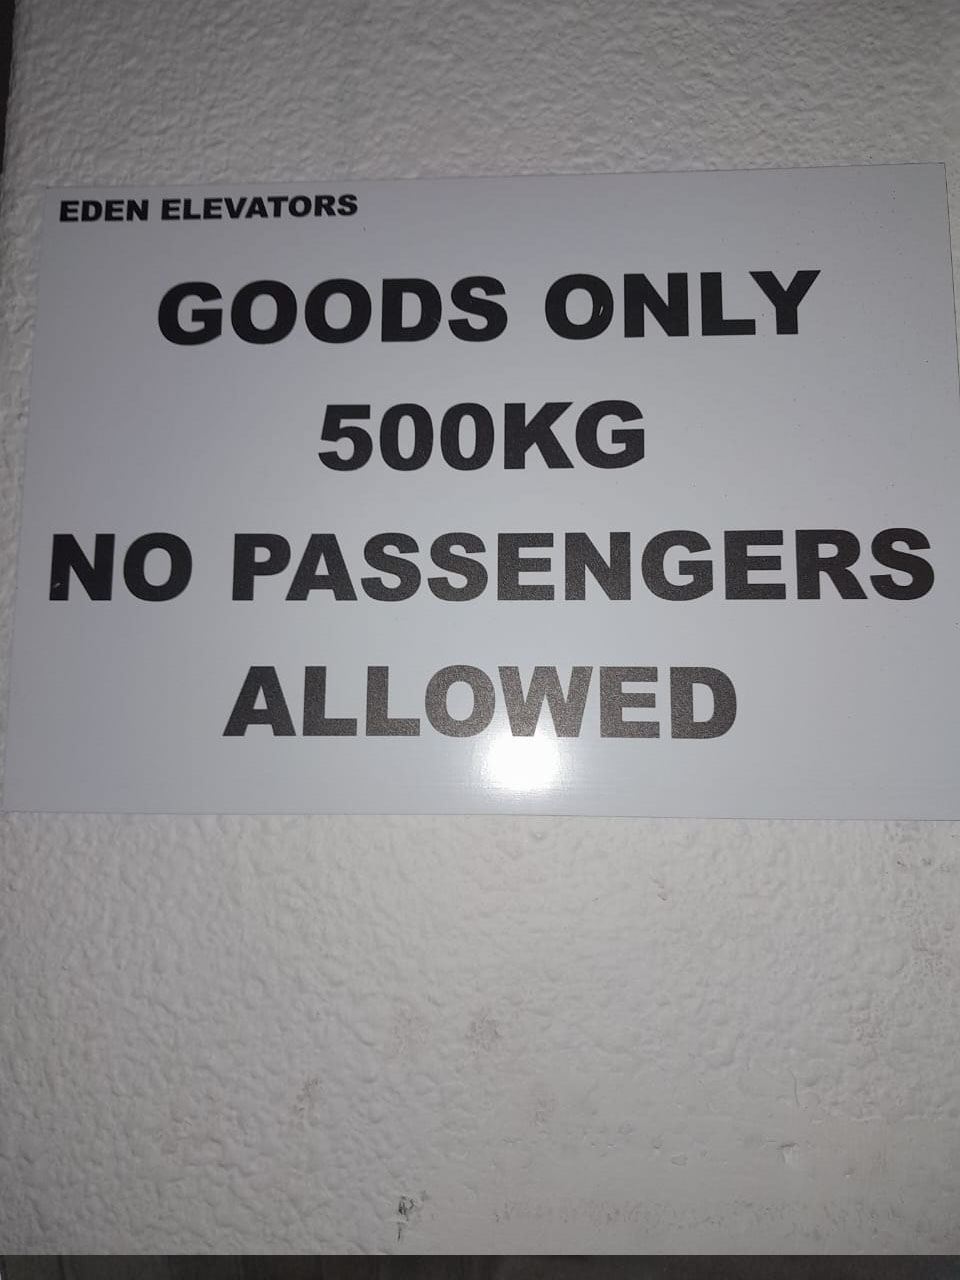 EDEN ELEVATORS
GOODS ONLY
500KG
NO PASSENGERS
ALLOWED